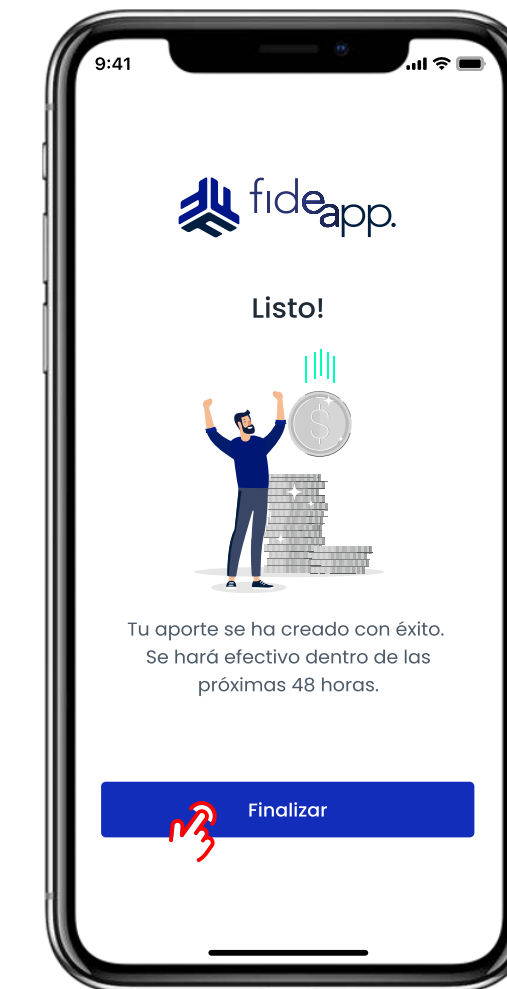 9:41
fideapp.
Listo!
$
Tu aporte se ha creado con éxito.
Se hará efectivo dentro de las
próximas 48 horas.
Finalizar